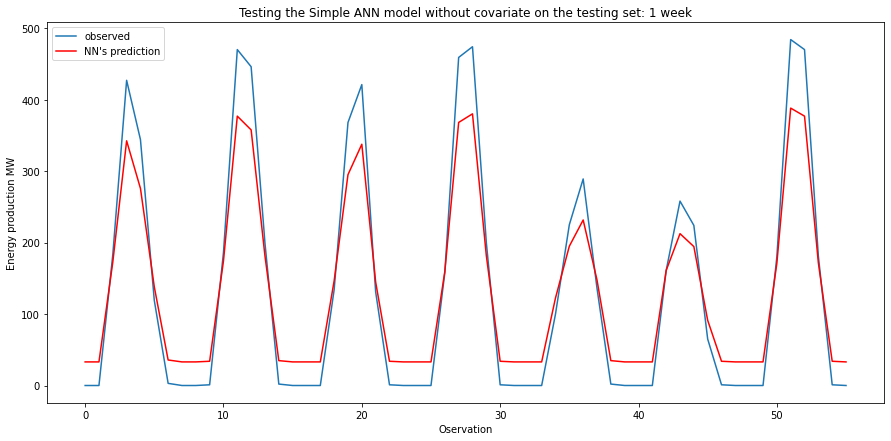 Testing the Simple ANN model without covariate on the testing set: 1 week
observed
NN's prediction
Energy production MW
500
400
300
200
100
0
0 10 20 30 40 50
Oservation